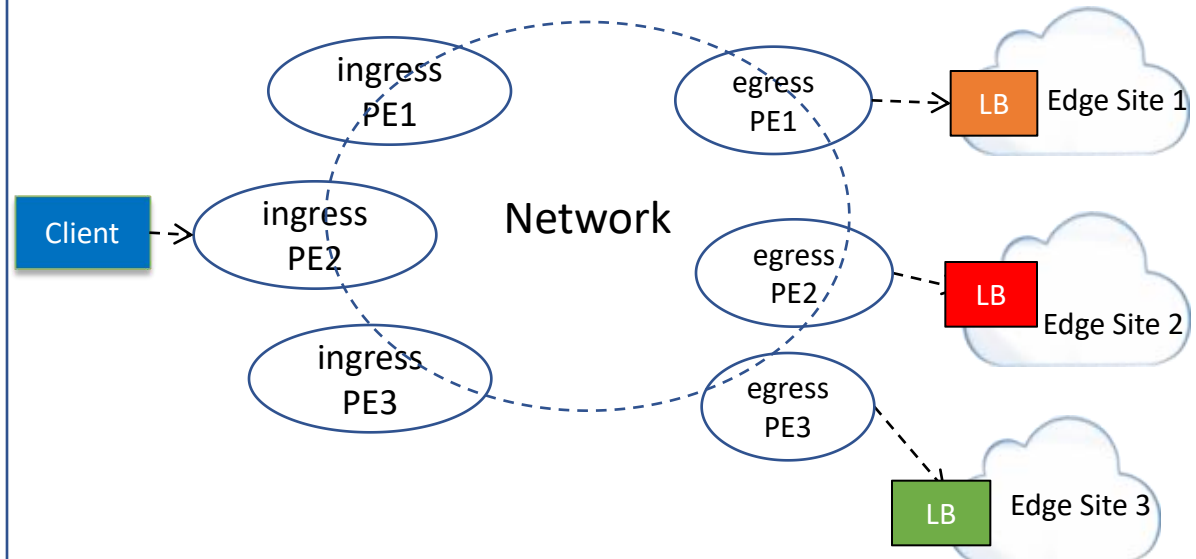 ingress
PE1
egress
PE1
LB
Edge Site 1
Client
ingress
PE2
Network
egress
PE2
LB
Edge Site 2
ingress
PE3
egress
PE3
LB
Edge Site 3